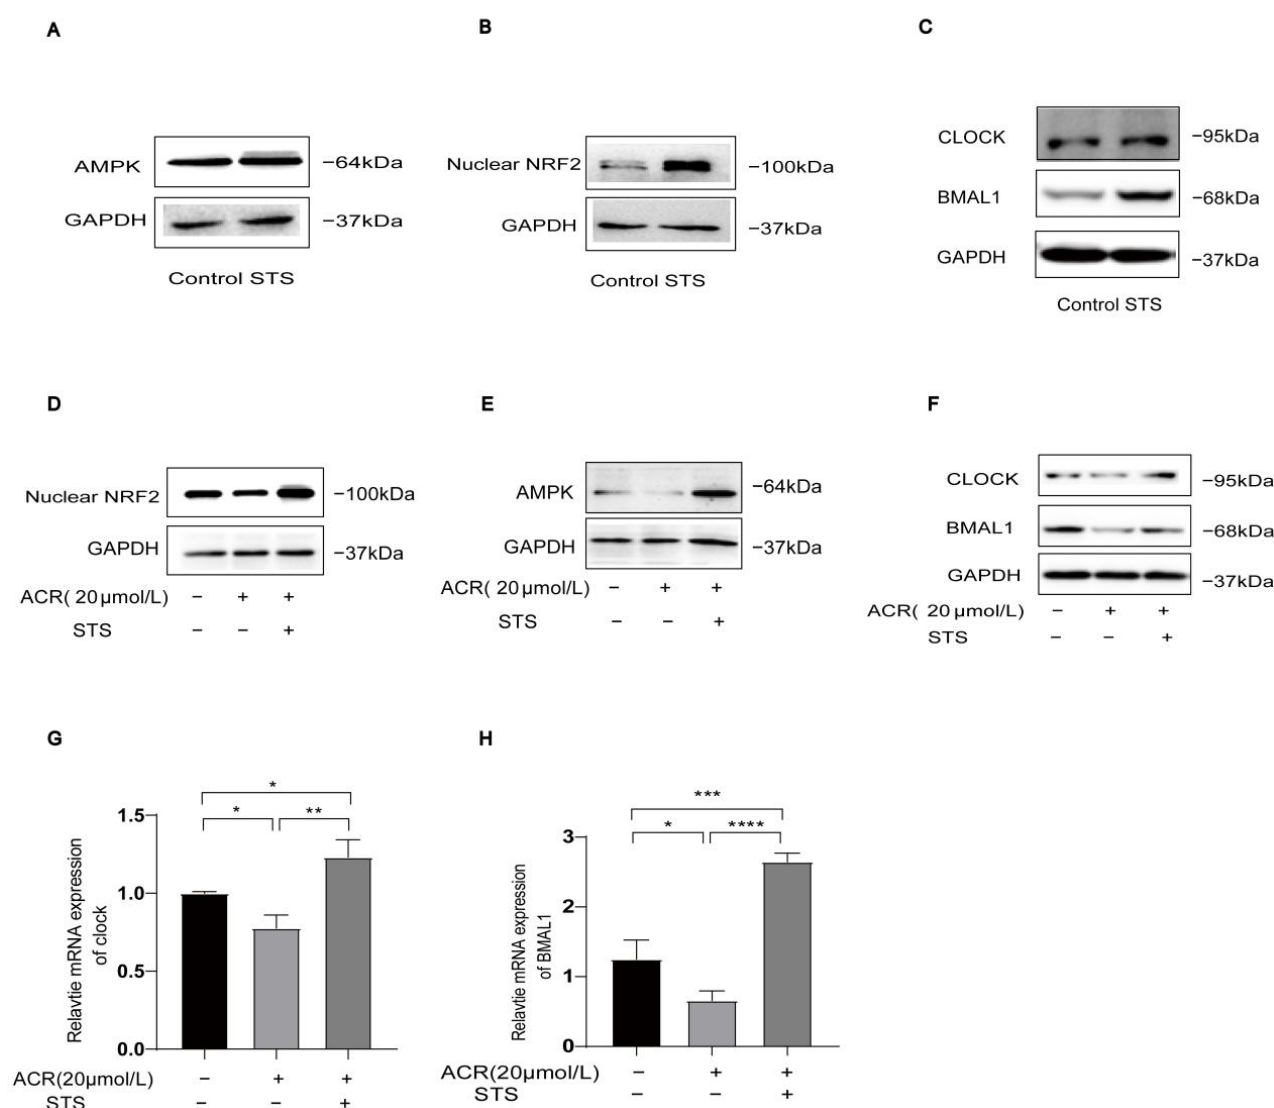 A
B
C
AMPK
−64kDa
GAPDH
−37kDa
Control STS
Nuclear NRF2
−100kDa
GAPDH
−37kDa
Control STS
CLOCK
−95kDa
BMAL1
−68kDa
GAPDH
−37kDa
Control STS
D
E
F
Nuclear NRF2
−100kDa
GAPDH
−37kDa
ACR( 20μmol/L) − + +
STS − − +
AMPK
−64kDa
GAPDH
−37kDa
ACR( 20μmol/L) − + +
STS − − +
CLOCK
−95kDa
BMAL1
−68kDa
GAPDH
−37kDa
ACR( 20 μmol/L) − + +
STS − − +
G
H
*
* **
Relavtie mRNA expression
of clock
1.5
1.0
0.5
0.0
ACR(20μmol/L) − + +
STS − − +
***
* ****
Relavtie mRNA expression
of BMAL1
3
2
1
0
ACR(20μmol/L) − + +
STS − − +